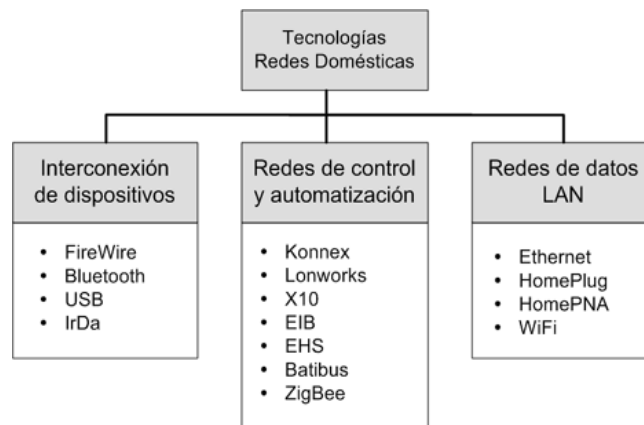 Tecnologías
Redes Domésticas
Interconexión
de dispositivos
• FireWire
• Bluetooth
• USB
• IrDa
Redes de control
y automatización
• Konnex
• Lonworks
• X10
• EIB
• EHS
• Batibus
• ZigBee
Redes de datos
LAN
• Ethernet
• HomePlug
• HomePNA
• WiFi